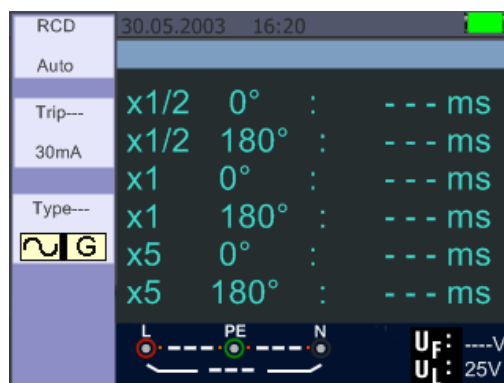 RCD
30.05.2003 16:20
Auto
Trip---
30mA
Type---
G
x1/2 0° : - - - ms
x1/2 180° : - - - ms
x1 0° : - - - ms
x1 180° : - - - ms
x5 0° : - - - ms
x5 180° : - - - ms
L PE N
UF: ----V
UL: 25V